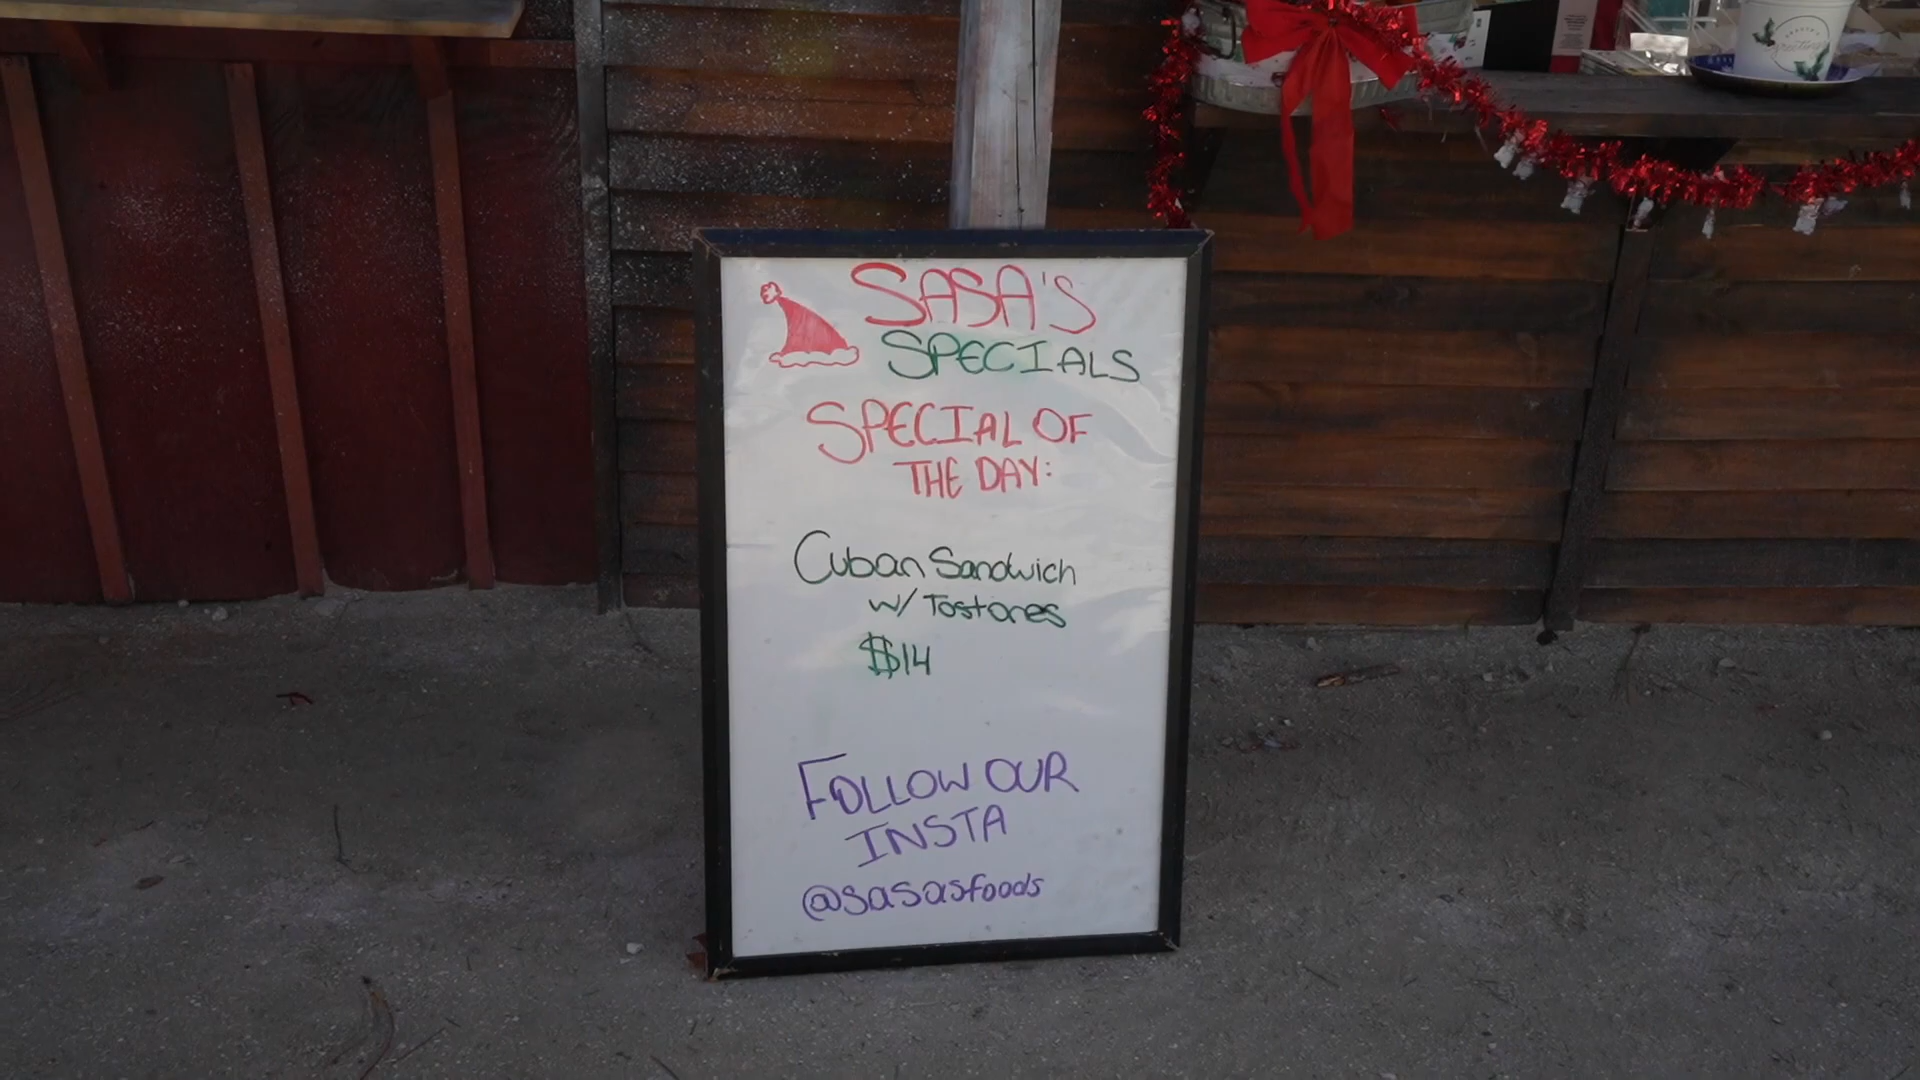 SASA'S
SPECIALS
SPECIAL OF
THE DAY:
Cuban Sandwich
w/ Tostones
$14
FOLLOW OUR
INSTA
@sasasfoods